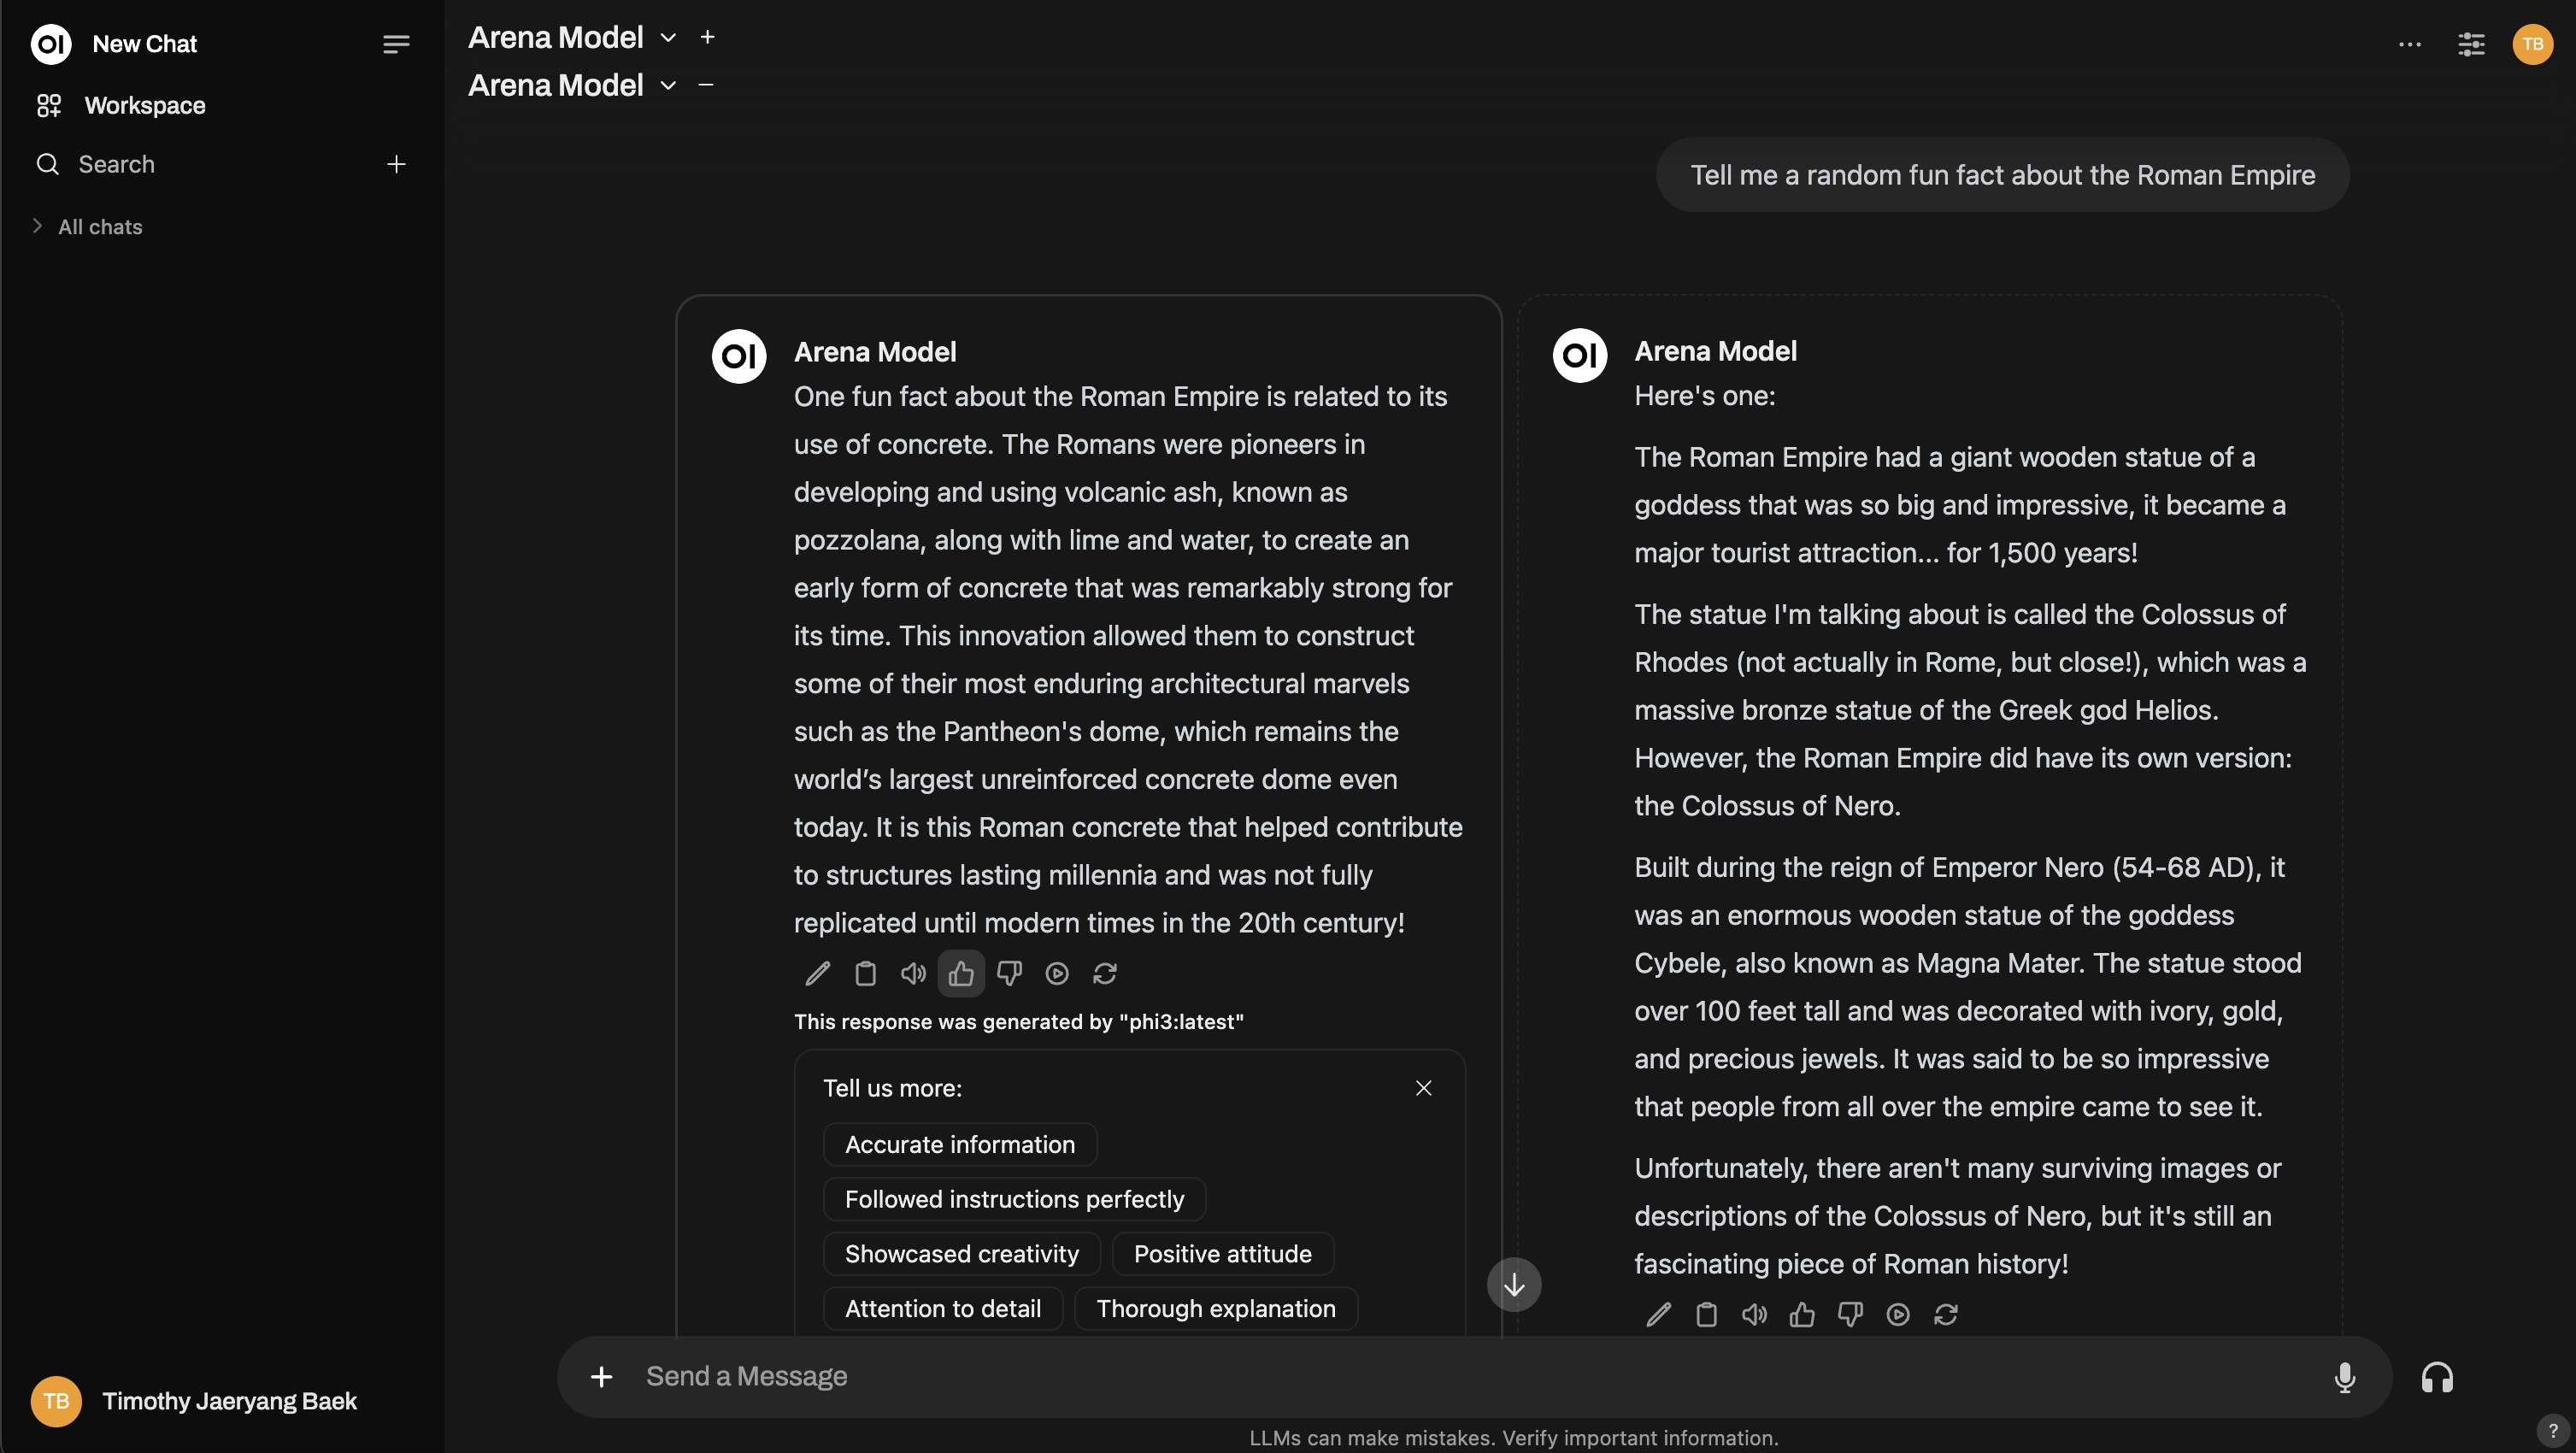 OI New Chat
Workspace
Search
All chats
TB Timothy Jaeryang Baek
Arena Model
Arena Model
TB
Tell me a random fun fact about the Roman Empire
OI Arena Model
One fun fact about the Roman Empire is related to its
use of concrete. The Romans were pioneers in
developing and using volcanic ash, known as
pozzolana, along with lime and water, to create an
early form of concrete that was remarkably strong for
its time. This innovation allowed them to construct
some of their most enduring architectural marvels
such as the Pantheon's dome, which remains the
world’s largest unreinforced concrete dome even
today. It is this Roman concrete that helped contribute
to structures lasting millennia and was not fully
replicated until modern times in the 20th century!
This response was generated by "phi3:latest"
Tell us more:
Accurate information
Followed instructions perfectly
Showcased creativity Positive attitude
Attention to detail Thorough explanation
OI Arena Model
Here's one:
The Roman Empire had a giant wooden statue of a
goddess that was so big and impressive, it became a
major tourist attraction... for 1,500 years!
The statue I'm talking about is called the Colossus of
Rhodes (not actually in Rome, but close!), which was a
massive bronze statue of the Greek god Helios.
However, the Roman Empire did have its own version:
the Colossus of Nero.
Built during the reign of Emperor Nero (54-68 AD), it
was an enormous wooden statue of the goddess
Cybele, also known as Magna Mater. The statue stood
over 100 feet tall and was decorated with ivory, gold,
and precious jewels. It was said to be so impressive
that people from all over the empire came to see it.
Unfortunately, there aren't many surviving images or
descriptions of the Colossus of Nero, but it's still an
fascinating piece of Roman history!
Send a Message
LLMs can make mistakes. Verify important information.
?